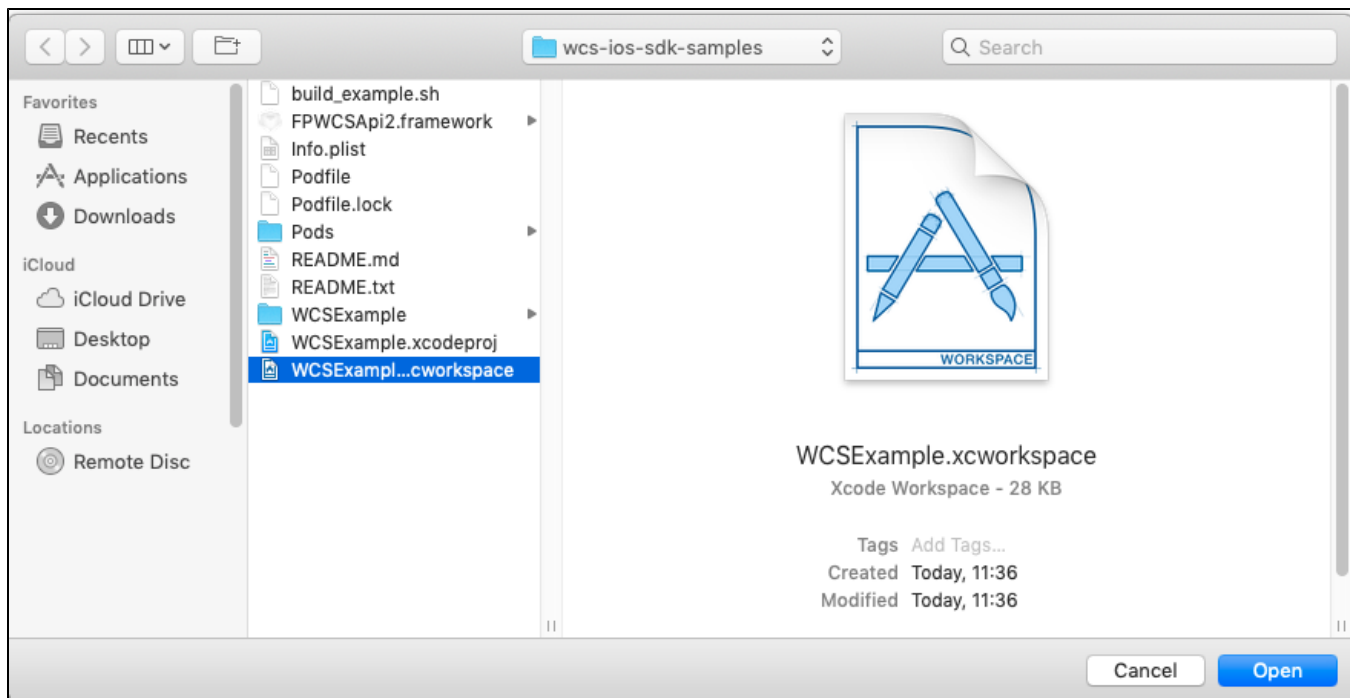 wcs-ios-sdk-samples
Search
Favorites
Recents
Applications
Downloads
iCloud
iCloud Drive
Desktop
Documents
Locations
Remote Disc
build_example.sh
FPWCSApi2.framework
Info.plist
Podfile
Podfile.lock
Pods
README.md
README.txt
WCSExample
WCSExample.xcodeproj
WCSExampl...cworkspace
WORKSPACE
WCSExample.xcworkspace
Xcode Workspace - 28 KB
Tags Add Tags...
Created Today, 11:36
Modified Today, 11:36
Cancel
Open